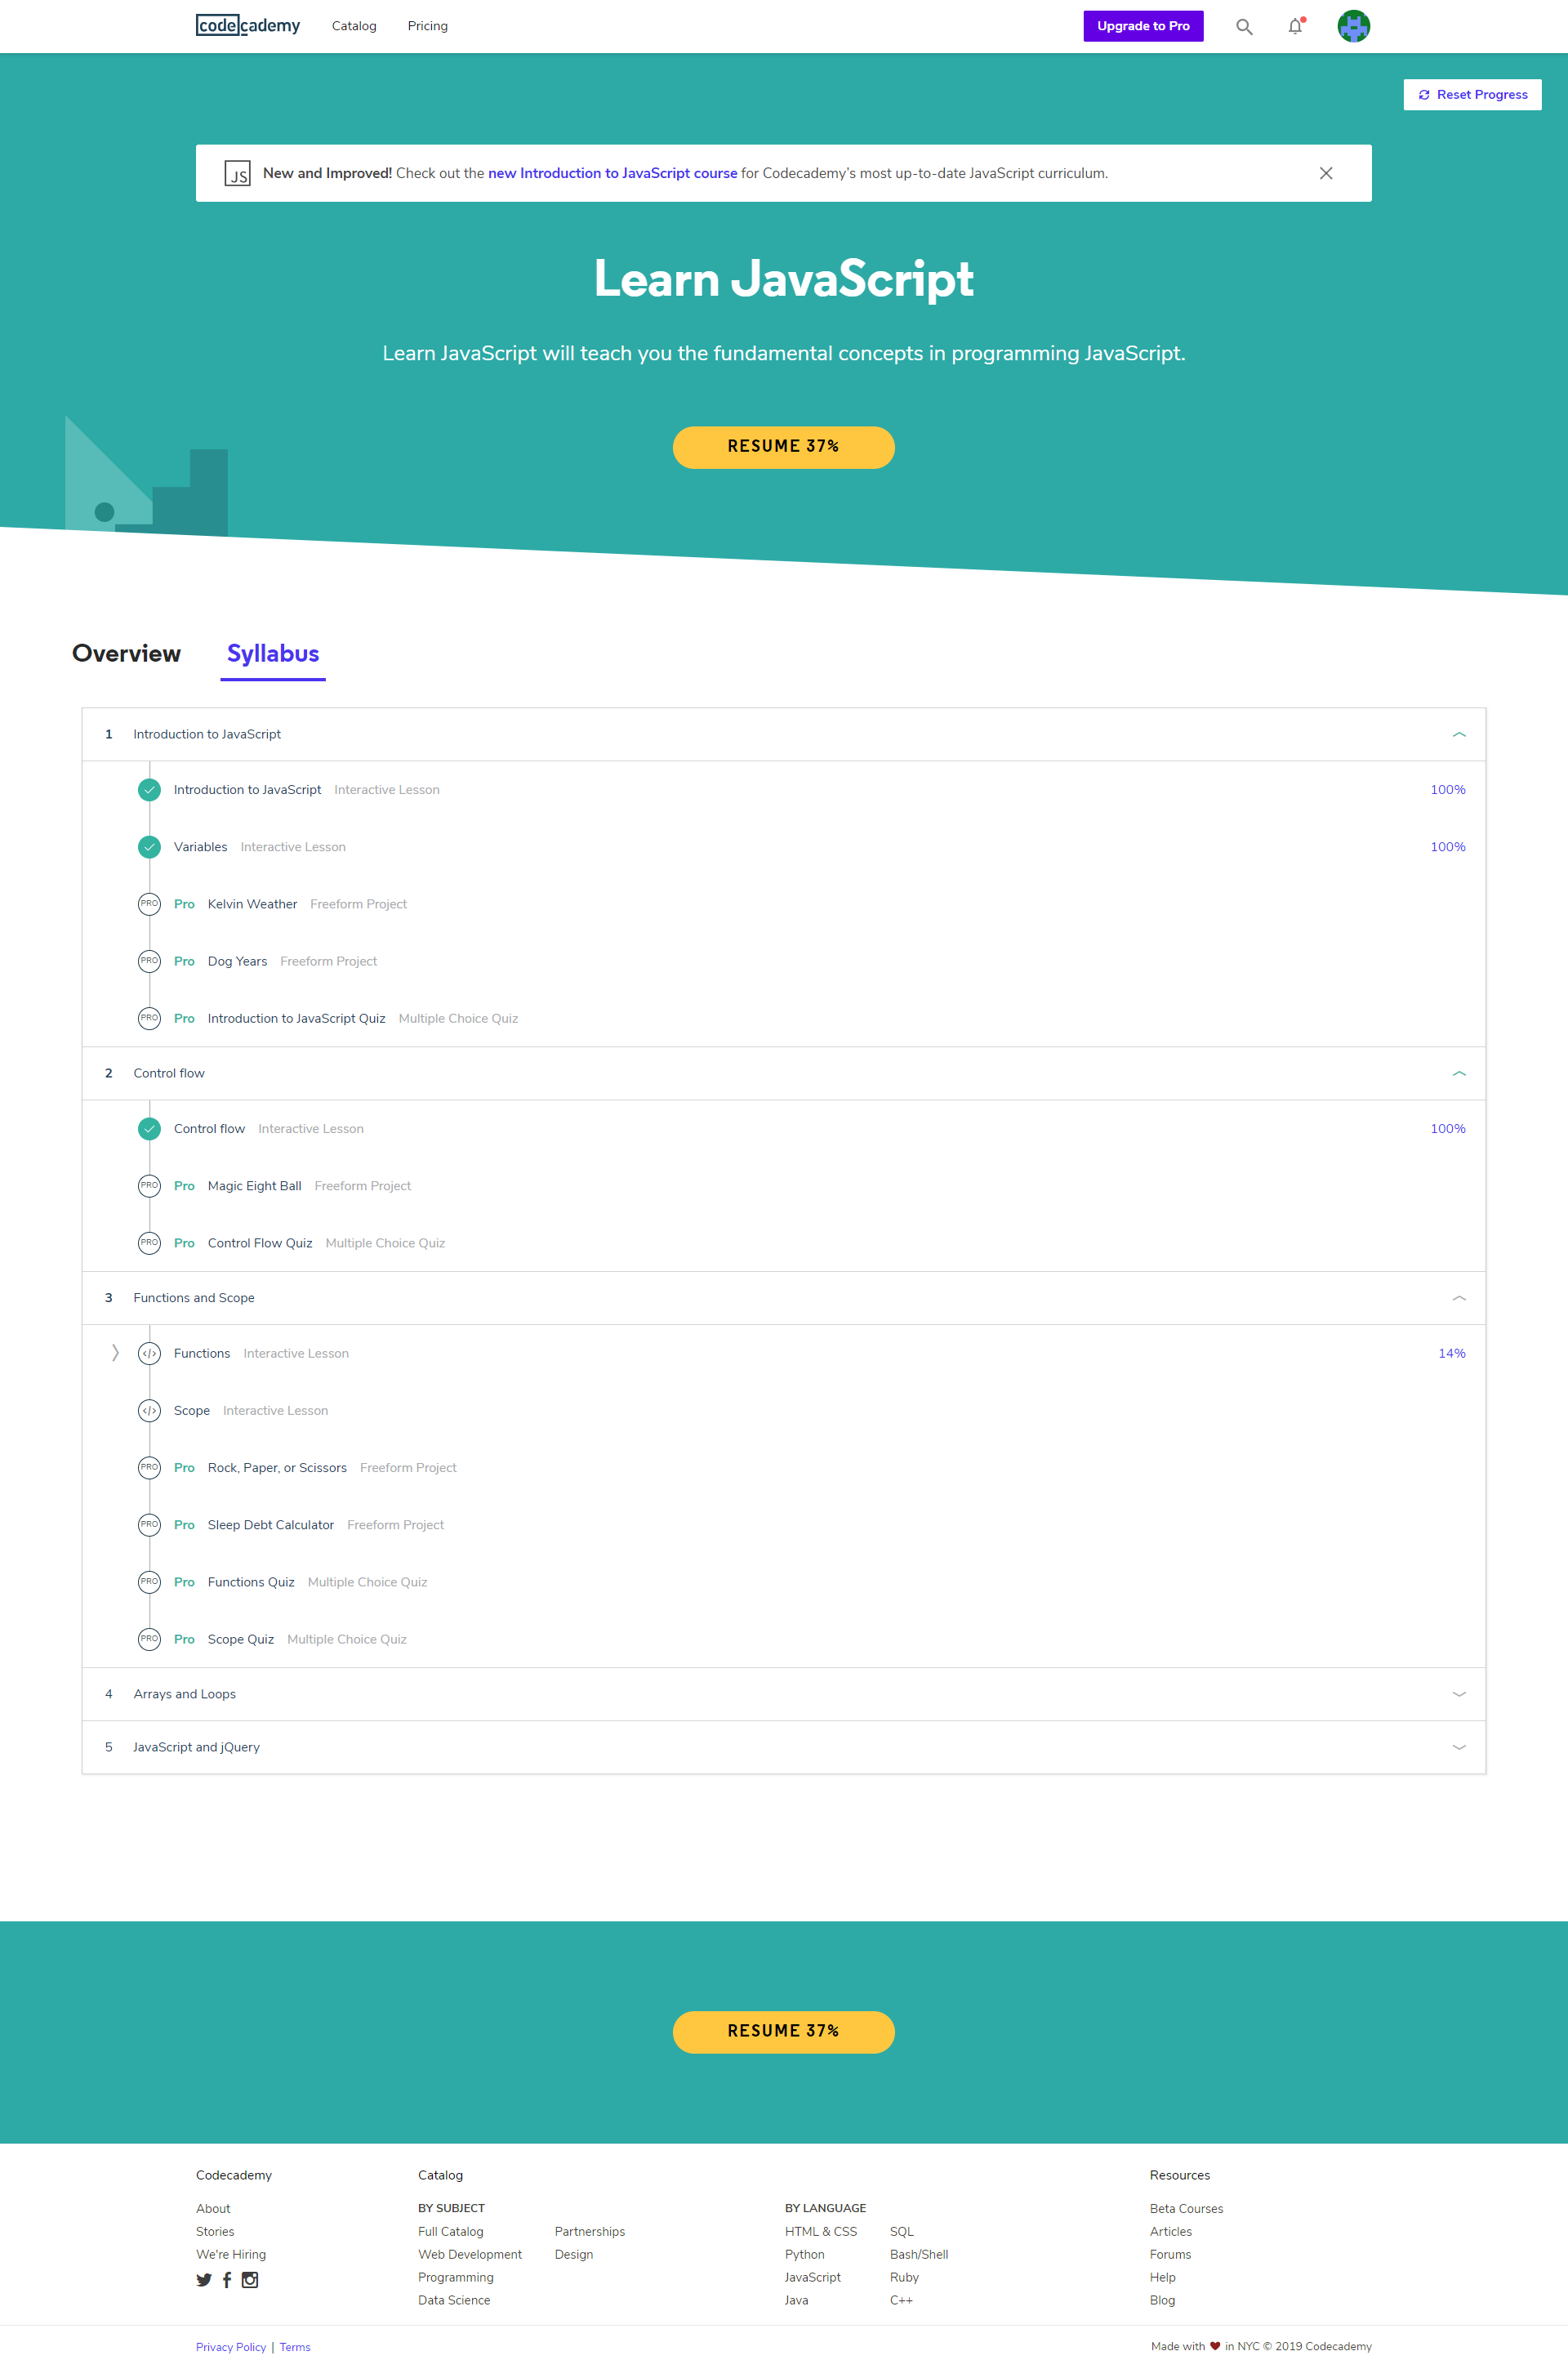 codecademy Catalog Pricing Upgrade to Pro
Reset Progress
JS New and Improved! Check out the new Introduction to JavaScript course for Codecademy's most up-to-date JavaScript curriculum.
Learn JavaScript
Learn JavaScript will teach you the fundamental concepts in programming JavaScript.
RESUME 37%
Overview Syllabus
1 Introduction to JavaScript
Introduction to JavaScript Interactive Lesson 100%
Variables Interactive Lesson 100%
PRO Pro Kelvin Weather Freeform Project
PRO Pro Dog Years Freeform Project
PRO Pro Introduction to JavaScript Quiz Multiple Choice Quiz
2 Control flow
Control flow Interactive Lesson 100%
PRO Pro Magic Eight Ball Freeform Project
PRO Pro Control Flow Quiz Multiple Choice Quiz
3 Functions and Scope
</> Functions Interactive Lesson 14%
</> Scope Interactive Lesson
PRO Pro Rock, Paper, or Scissors Freeform Project
PRO Pro Sleep Debt Calculator Freeform Project
PRO Pro Functions Quiz Multiple Choice Quiz
PRO Pro Scope Quiz Multiple Choice Quiz
4 Arrays and Loops
5 JavaScript and jQuery
RESUME 37%
Codecademy
About
Stories
We're Hiring
Catalog
BY SUBJECT
Full Catalog
Web Development
Programming
Data Science
Partnerships
Design
BY LANGUAGE
HTML & CSS
Python
JavaScript
Java
SQL
Bash/Shell
Ruby
C++
Resources
Beta Courses
Articles
Forums
Help
Blog
Privacy Policy | Terms
Made with ❤ in NYC © 2019 Codecademy